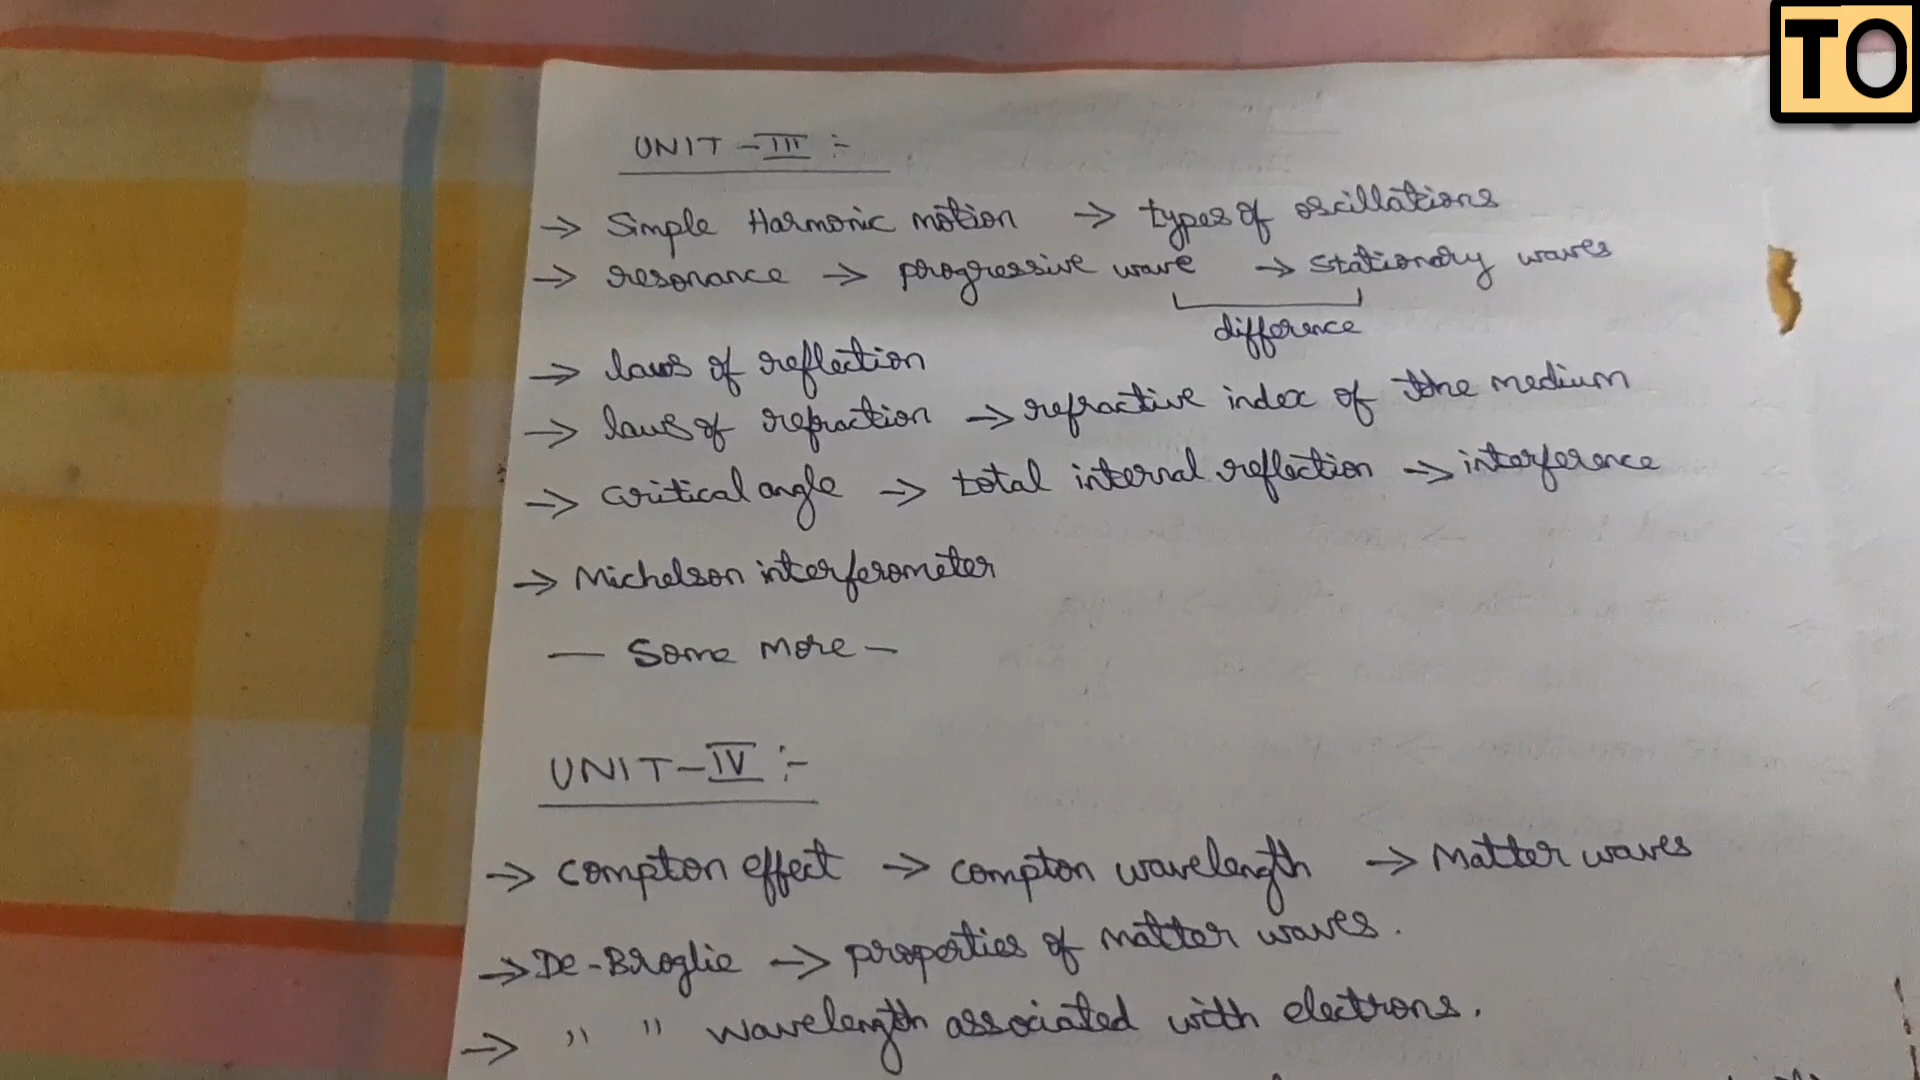 TO
UNIT - III :-
→ Simple Harmonic motion → types of oscillations
→ resonance → progressive wave → stationary waves
difference
→ laws of reflection
→ laws of refraction → refractive index of the medium
→ critical angle → total internal reflection → interference
→ Michelson interferometer
— Some more —
UNIT - IV :-
→ compton effect → compton wavelength → Matter waves
→ De-Broglie → properties of matter waves.
→ " " wavelength associated with electrons.